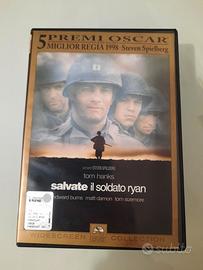 5 PREMI OSCAR
MIGLIOR REGIA 1998 Steven Spielberg
tom hanks
salvate il soldato ryan
edward burns matt damon tom sizemore
WIDESCREEN COLLECTION
subito